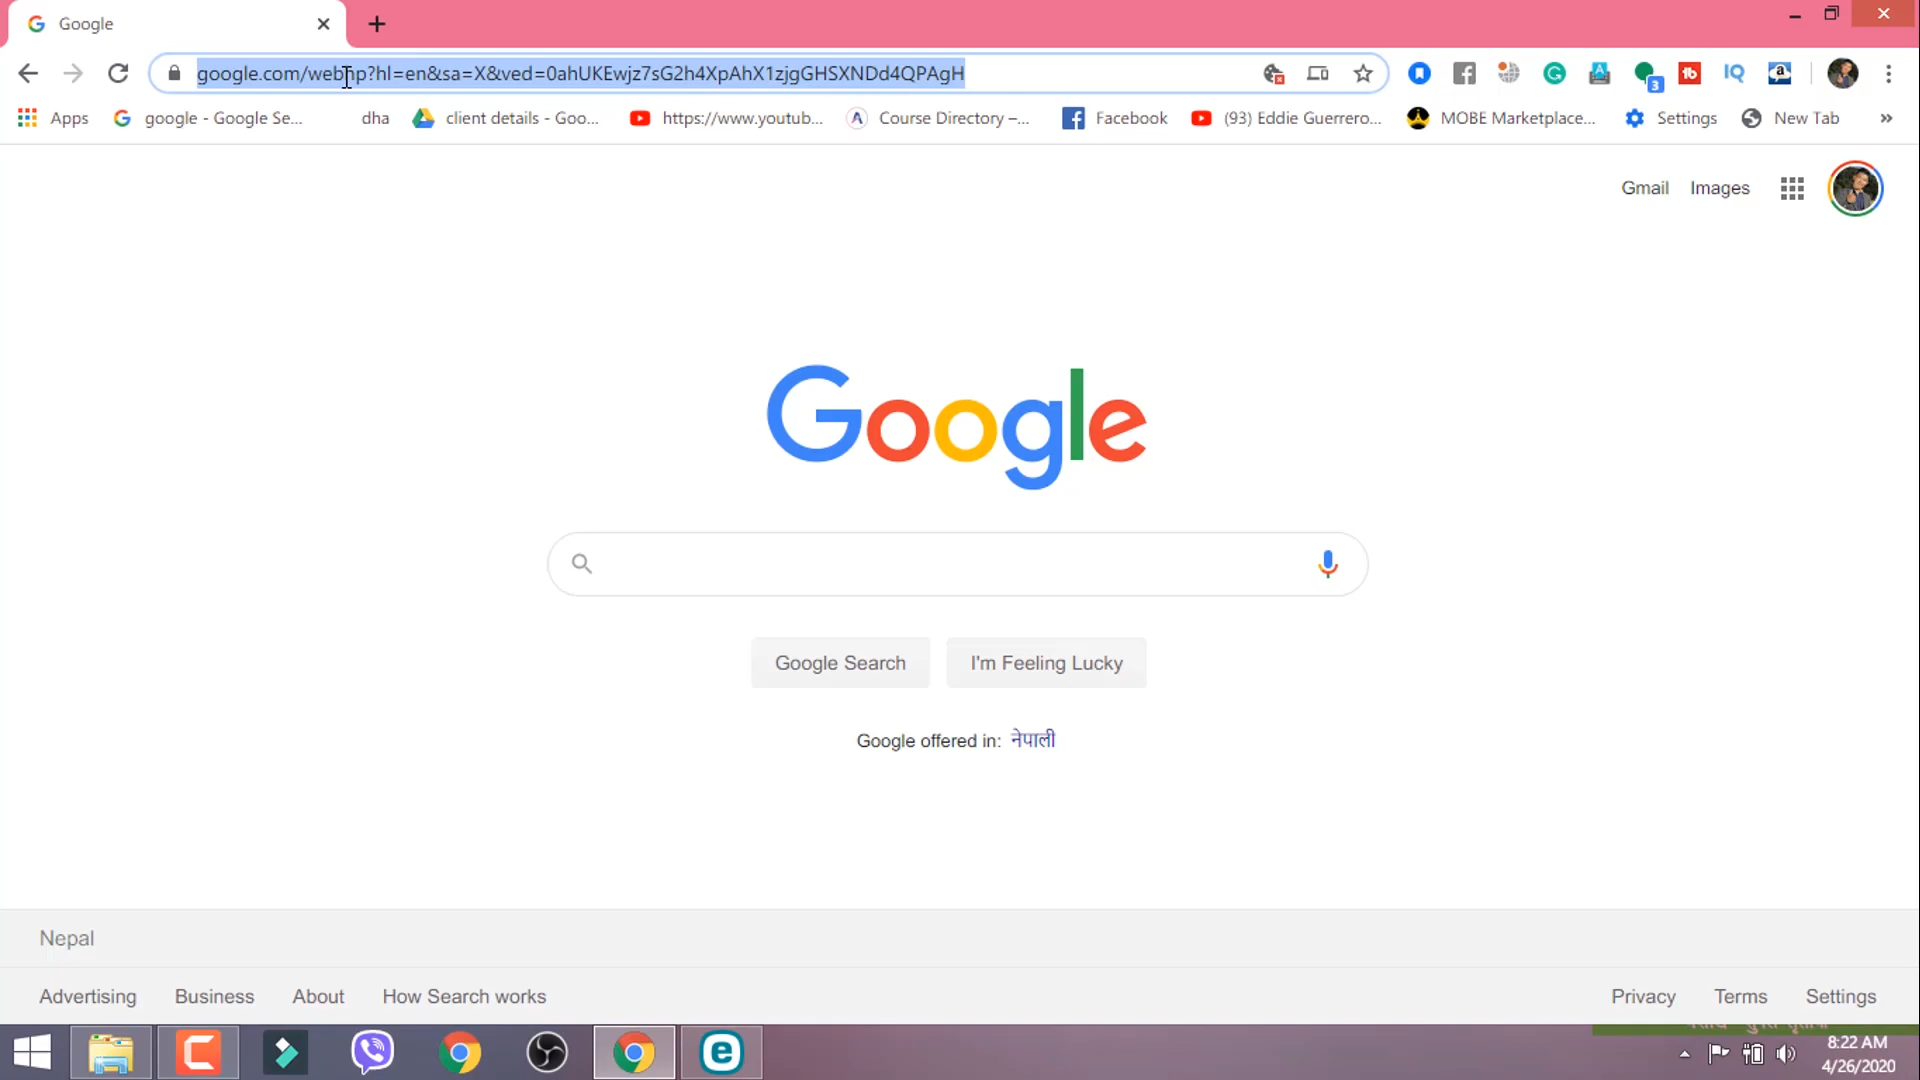 Google
google.com/webhp?hl=en&sa=X&ved=0ahUKEwjz7sG2h4XpAhX1zjgGHSXNDd4QPAgH
3
IQ
Apps
google - Google Se...
dha
client details - Goo...
https://www.youtub...
Course Directory –...
Facebook
(93) Eddie Guerrero...
MOBE Marketplace...
Settings
New Tab
»
Gmail
Images
Google
Google Search
I'm Feeling Lucky
Google offered in: नेपाली
Nepal
Advertising
Business
About
How Search works
Privacy
Terms
Settings
8:22 AM
4/26/2020